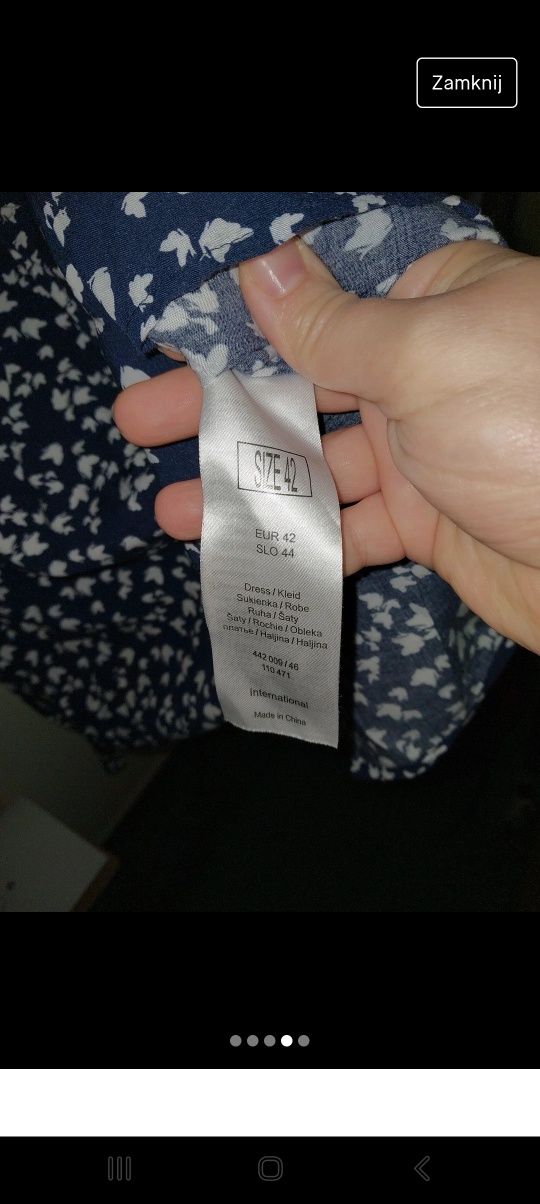 Zamknij
SIZE 42
EUR 42
SLO 44
Dress / Kleid
Sukienka / Robe
Ruha / Šaty
Šaty / Rochie / Obleka
/ Haljina / Haljina
442 009 / 46
110 471
International
Made in China